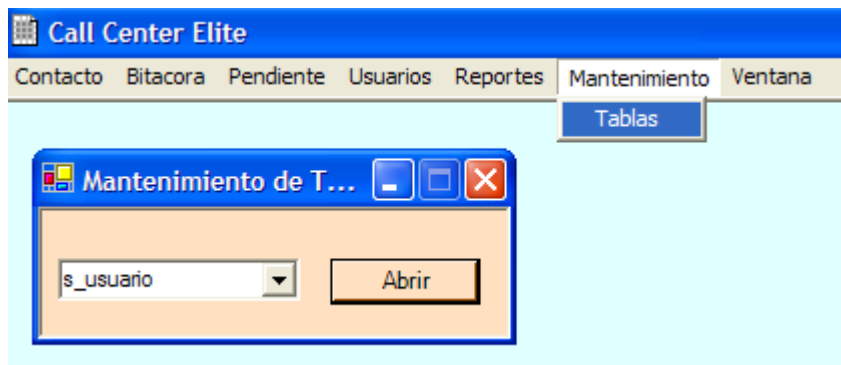 Call Center Elite
Contacto Bitacora Pendiente Usuarios Reportes Mantenimiento Ventana
Tablas
Mantenimiento de T...
s_usuario Abrir